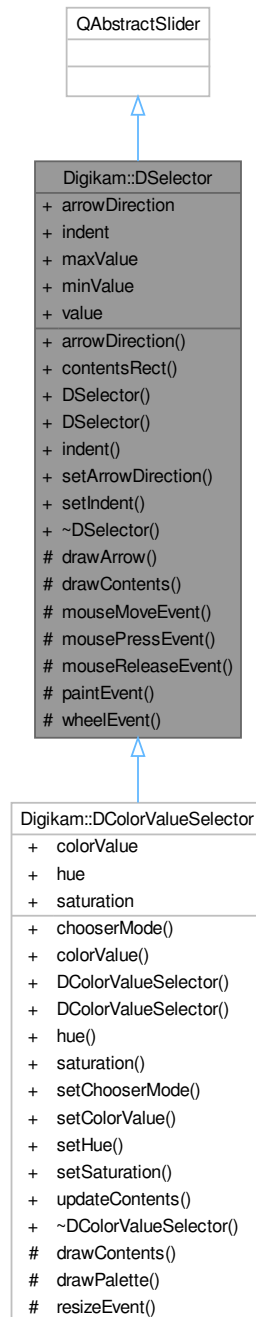 QAbstractSlider
Digikam::DSelector
+ arrowDirection
+ indent
+ maxValue
+ minValue
+ value
+ arrowDirection()
+ contentsRect()
+ DSelector()
+ DSelector()
+ indent()
+ setArrowDirection()
+ setIndent()
+ ~DSelector()
# drawArrow()
# drawContents()
# mouseMoveEvent()
# mousePressEvent()
# mouseReleaseEvent()
# paintEvent()
# wheelEvent()
Digikam::DColorValueSelector
+ colorValue
+ hue
+ saturation
+ chooserMode()
+ colorValue()
+ DColorValueSelector()
+ DColorValueSelector()
+ hue()
+ saturation()
+ setChooserMode()
+ setColorValue()
+ setHue()
+ setSaturation()
+ updateContents()
+ ~DColorValueSelector()
# drawContents()
# drawPalette()
# resizeEvent()